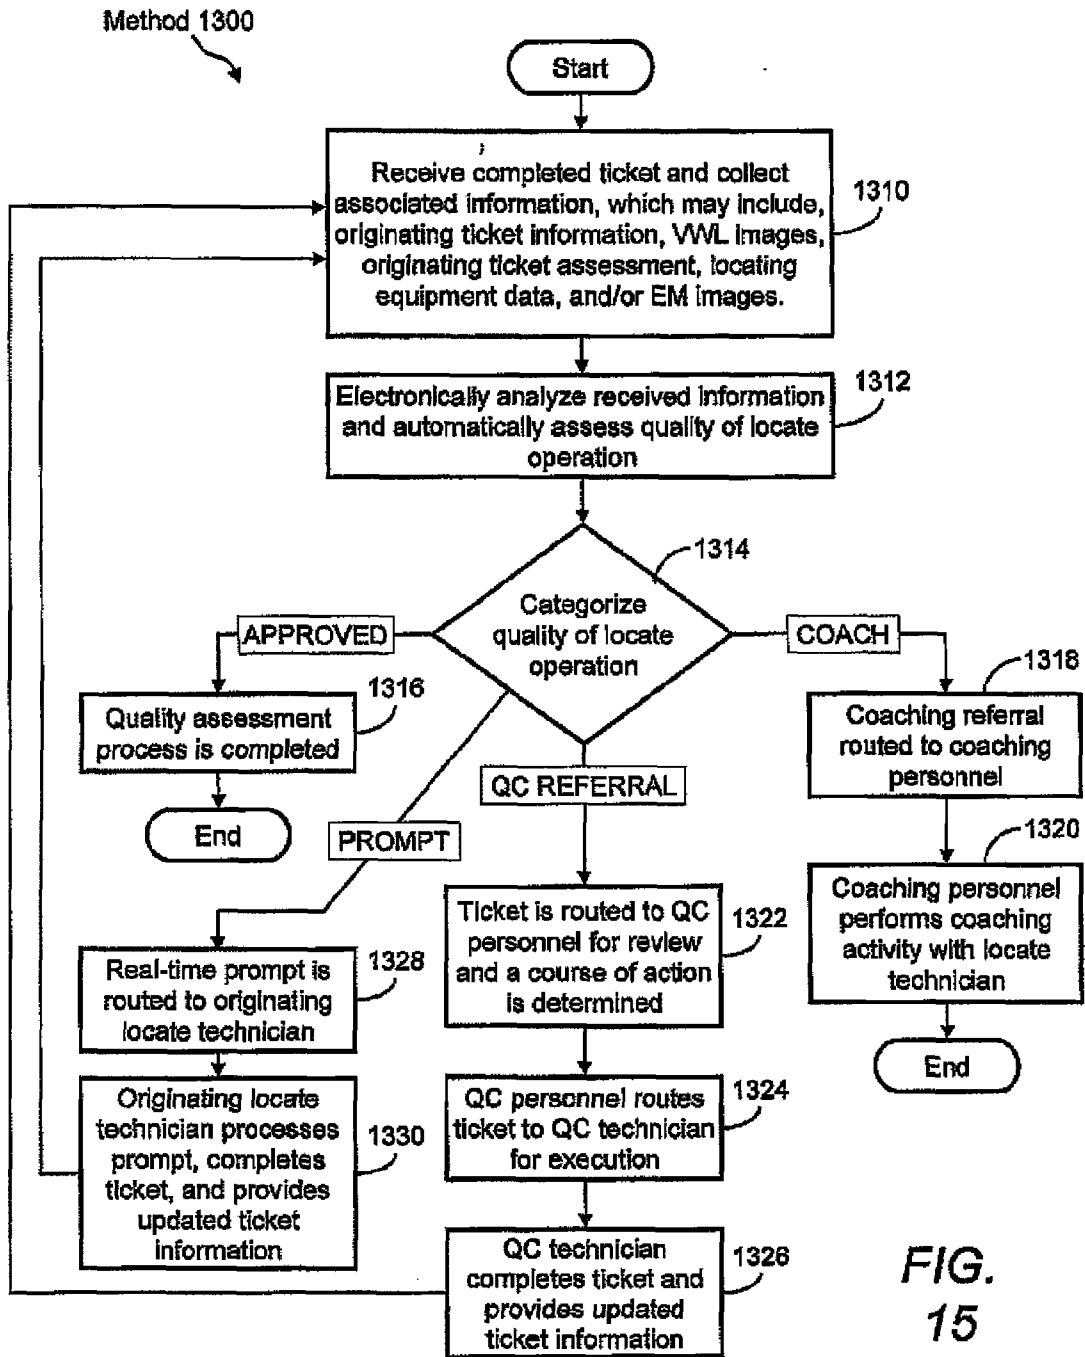 Method 1300
Start
Receive completed ticket and collect
associated information, which may include,
originating ticket information, VWL images,
originating ticket assessment, locating
equipment data, and/or EM images.
1310
Electronically analyze received information
and automatically assess quality of locate
operation
1312
Categorize
quality of locate
operation
1314
APPROVED
COACH
Quality assessment
process is completed
1316
End
PROMPT
QC REFERRAL
Coaching referral
routed to coaching
personnel
1318
Coaching personnel
performs coaching
activity with locate
technician
1320
End
Real-time prompt is
routed to originating
locate technician
1328
Originating locate
technician processes
prompt, completes
ticket, and provides
updated ticket
information
1330
Ticket is routed to QC
personnel for review
and a course of action
is determined
1322
QC personnel routes
ticket to QC technician
for execution
1324
QC technician
completes ticket and
provides updated
ticket information
1326
FIG.
15